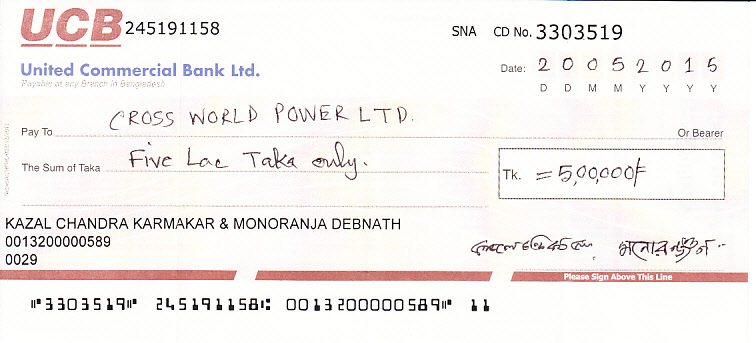 UCB 245191158 SNA CD No. 3303519
United Commercial Bank Ltd.
Payable at any Branch in Bangladesh
Date: 2 0 0 5 2 0 1 5
D D M M Y Y Y Y
Pay To CROSS WORLD POWER LTD. Or Bearer
The Sum of Taka Five Lac Taka only. Tk. = 5,00,000/-
KAZAL CHANDRA KARMAKAR & MONORANJA DEBNATH
0013200000589
0029
মনোরঞ্জন
Please Sign Above This Line
⑈3303519⑈ 245191158⑆ 0013200000589⑈ 11